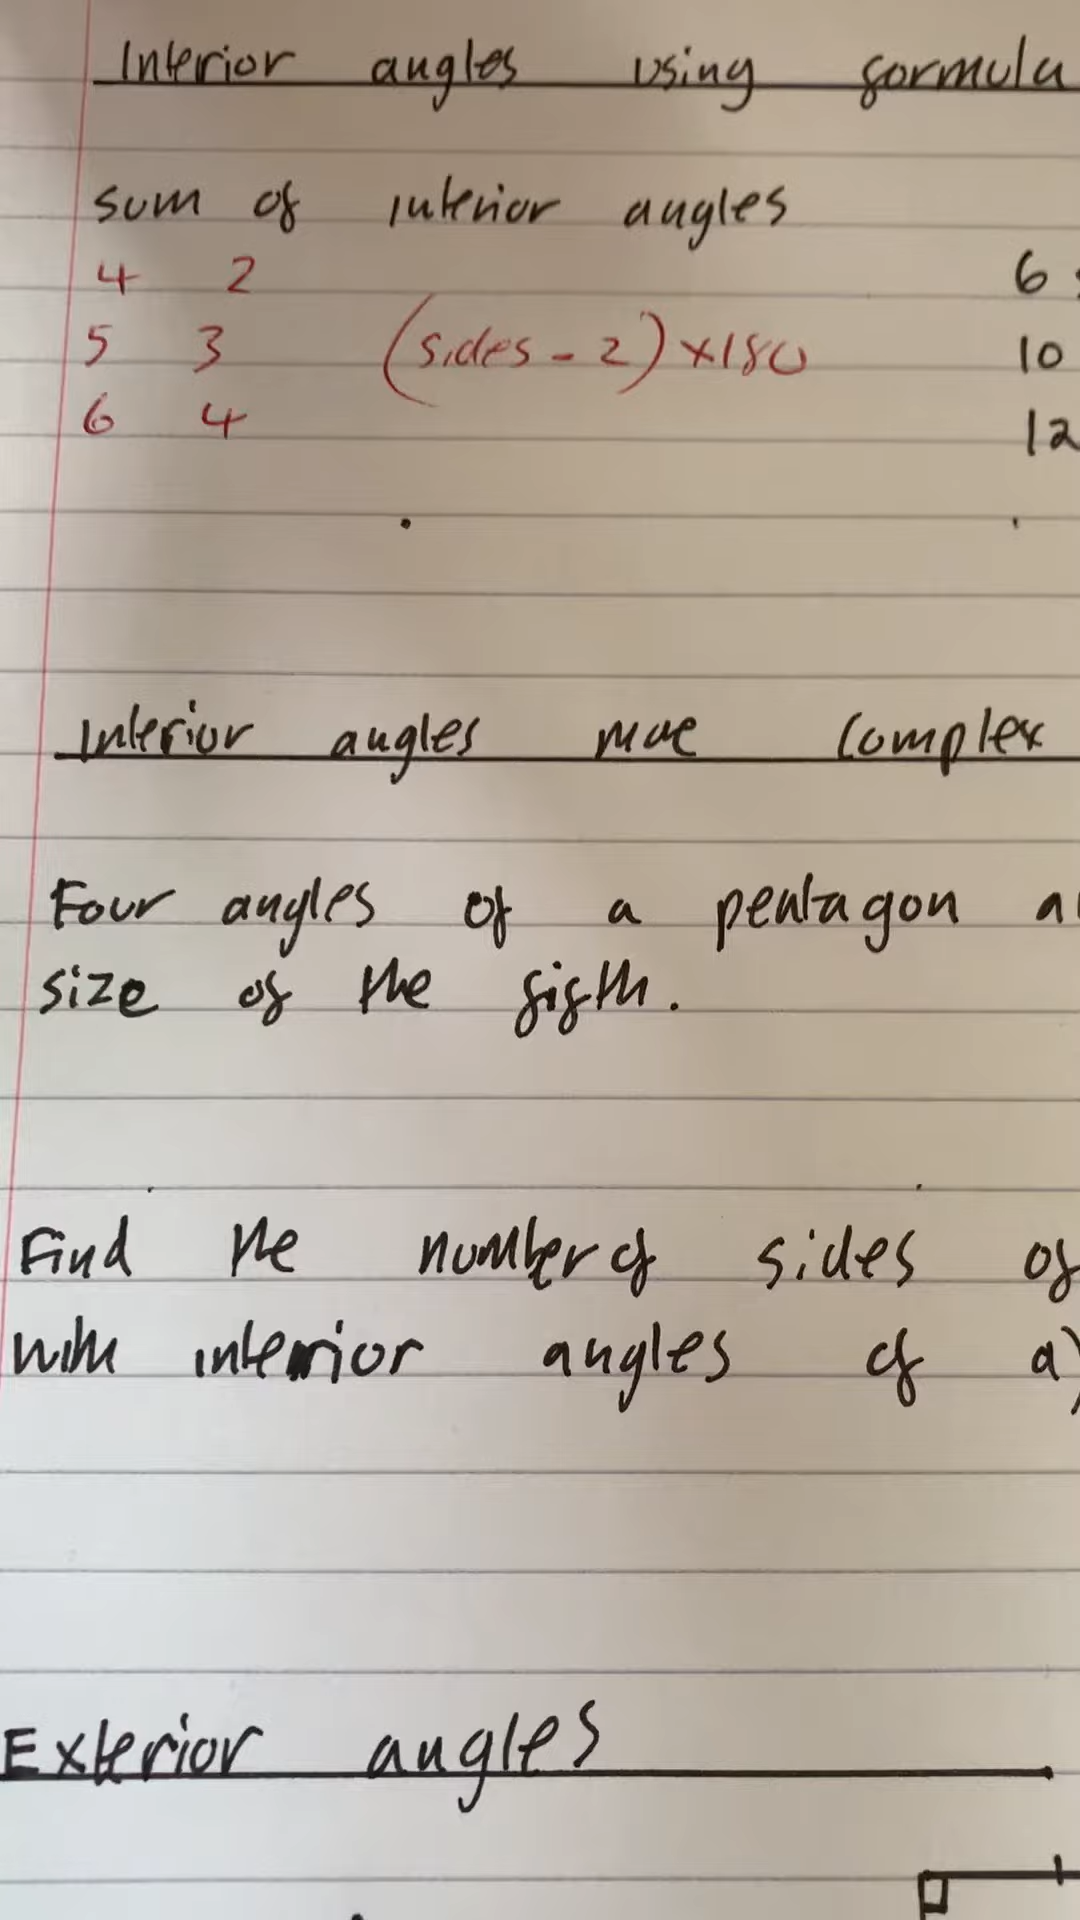 Interior angles using formula
sum of interior angles
4 2 6
5 3 (sides - 2) x180 10
6 4 12
Interior angles more complex
Four angles of a pentagon a
size of the fifth.
Find the number of sides of
with interior angles of a)
Exterior angles